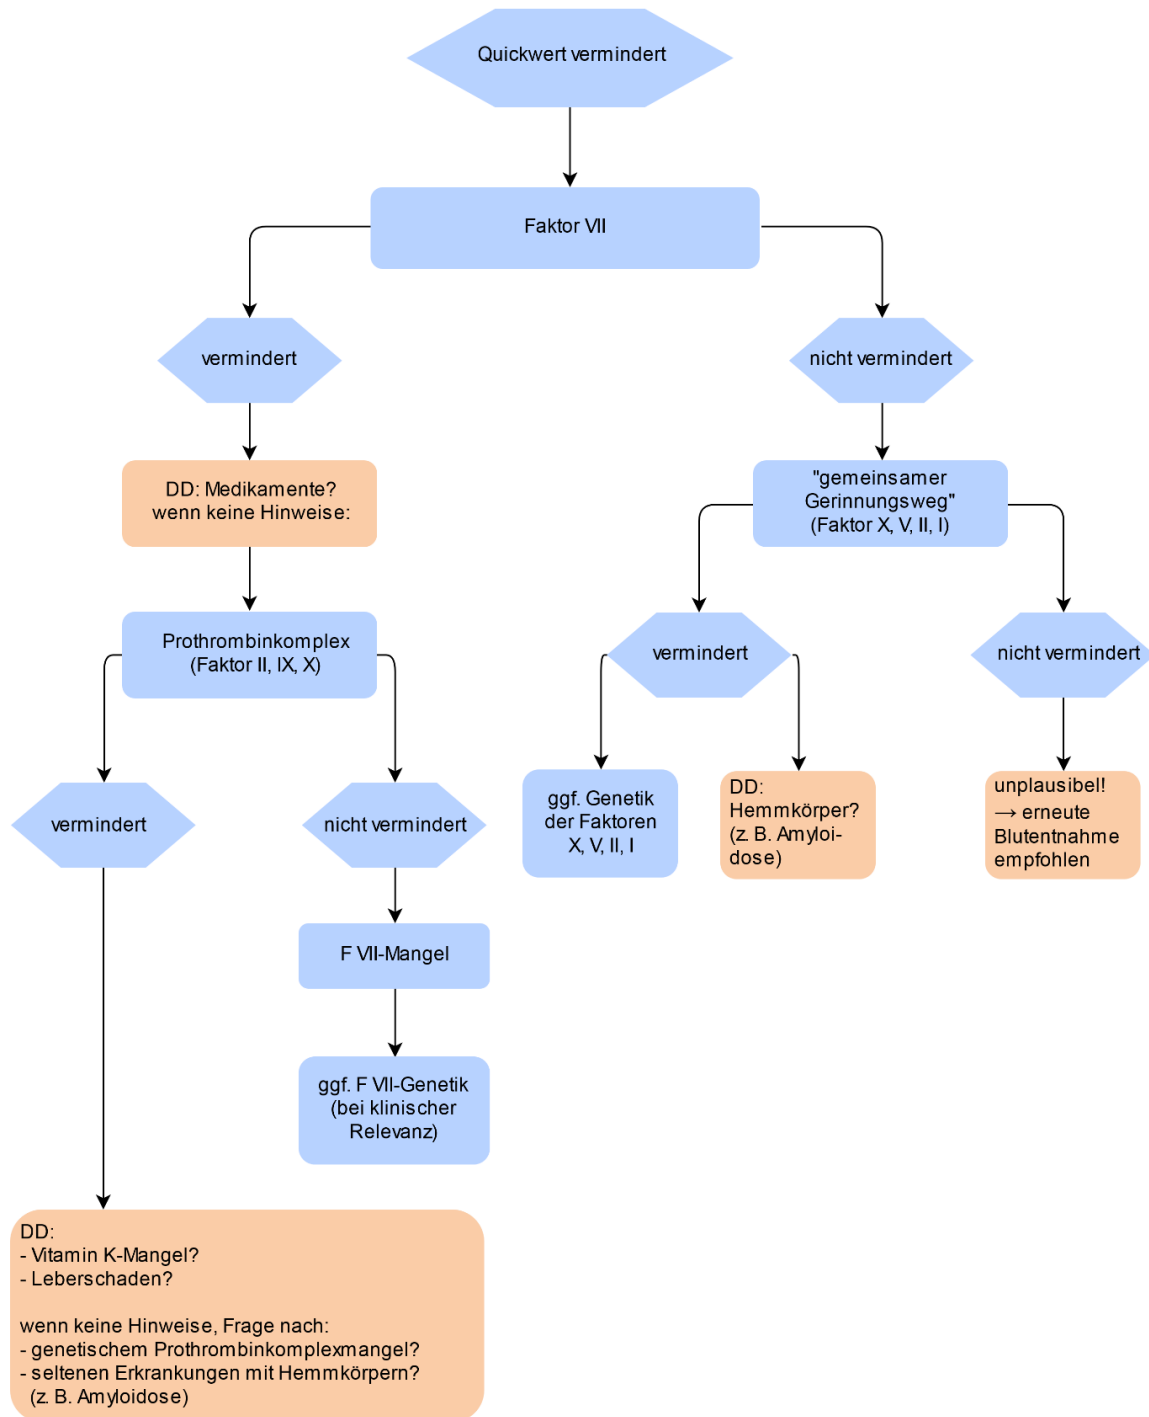 Quickwert vermindert
Faktor VII
vermindert
nicht vermindert
DD: Medikamente?
wenn keine Hinweise:
"gemeinsamer
Gerinnungsweg"
(Faktor X, V, II, I)
Prothrombinkomplex
(Faktor II, IX, X)
vermindert
nicht vermindert
vermindert
nicht vermindert
ggf. Genetik
der Faktoren
X, V, II, I
DD:
Hemmkörper?
(z. B. Amyloi-
dose)
unplausibel!
→ erneute
Blutentnahme
empfohlen
F VII-Mangel
ggf. F VII-Genetik
(bei klinischer
Relevanz)
DD:
- Vitamin K-Mangel?
- Leberschaden?
wenn keine Hinweise, Frage nach:
- genetischem Prothrombinkomplexmangel?
- seltenen Erkrankungen mit Hemmkörpern?
(z. B. Amyloidose)